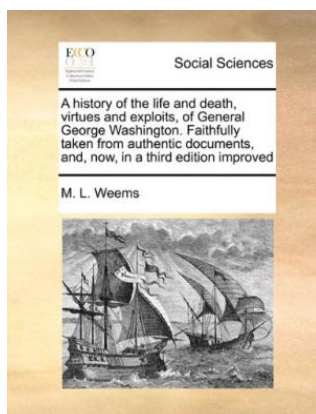 ECCO
Social Sciences
A history of the life and death,
virtues and exploits, of General
George Washington. Faithfully
taken from authentic documents,
and, now, in a third edition improved
M. L. Weems